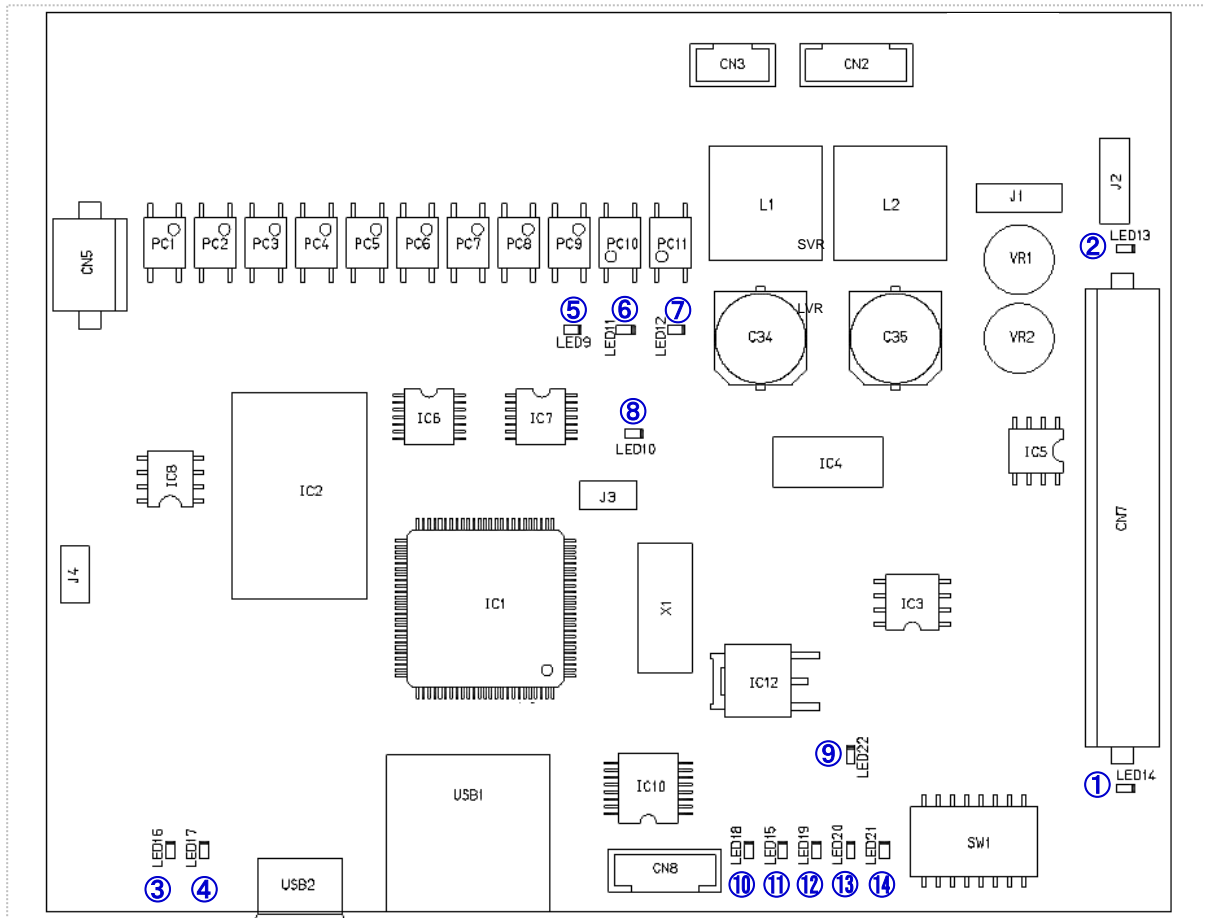 CN3
CN2
J2
J1
L1
L2
SVR
CN5
PC1
PC2
PC3
PC4
PC5
PC6
PC7
PC8
PC9
PC10
PC11
② LED13
VR1
⑤
⑥
⑦
LED9
LED11
LED12
LVR
C34
C35
VR2
IC6
IC7
⑧
LED10
IC5
IC4
IC8
IC2
J3
CN7
J4
IC1
X1
IC3
IC12
⑨ LED22
① LED14
USB1
IC10
LED16
LED17
LED18
LED15
LED19
LED20
LED21
SW1
CN8
③
④
USB2
⑩
⑪
⑫
⑬
⑭